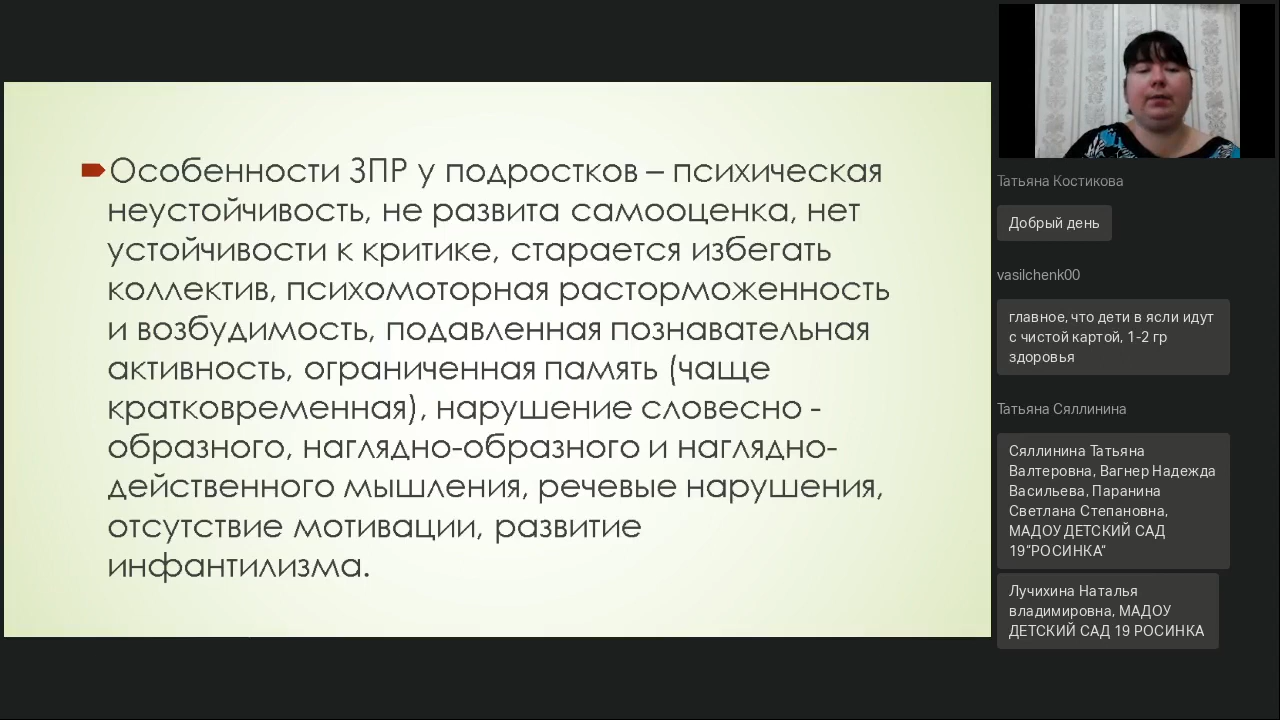 Особенности ЗПР у подростков – психическая
неустойчивость, не развита самооценка, нет
устойчивости к критике, старается избегать
коллектив, психомоторная расторможенность
и возбудимость, подавленная познавательная
активность, ограниченная память (чаще
кратковременная), нарушение словесно -
образного, наглядно-образного и наглядно-
действенного мышления, речевые нарушения,
отсутствие мотивации, развитие
инфантилизма.
Татьяна Костикова
Добрый день
vasilchenk00
главное, что дети в ясли идут
с чистой картой, 1-2 гр
здоровья
Татьяна Сяллинина
Сяллинина Татьяна
Валтеровна, Вагнер Надежда
Васильева, Паранина
Светлана Степановна,
МАДОУ ДЕТСКИЙ САД
19"РОСИНКА"
Лучихина Наталья
владимировна, МАДОУ
ДЕТСКИЙ САД 19 РОСИНКА